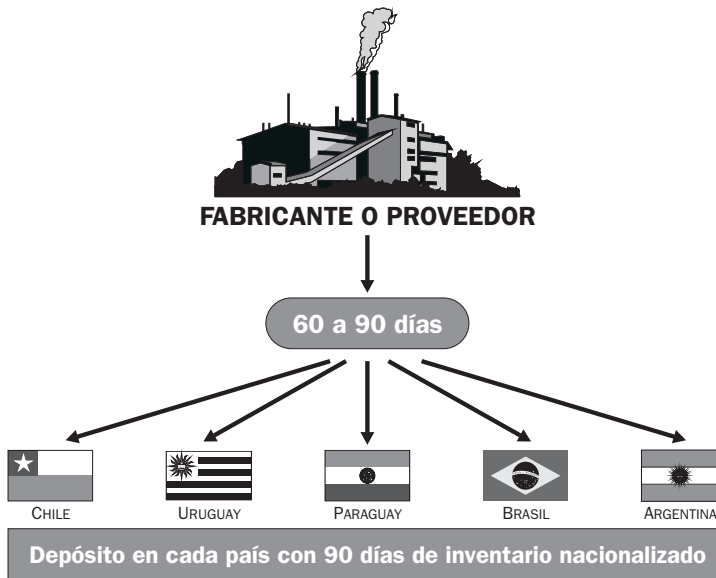 FABRICANTE O PROVEEDOR
60 a 90 días
CHILE
URUGUAY
PARAGUAY
BRASIL
ARGENTINA
Depósito en cada país con 90 días de inventario nacionalizado